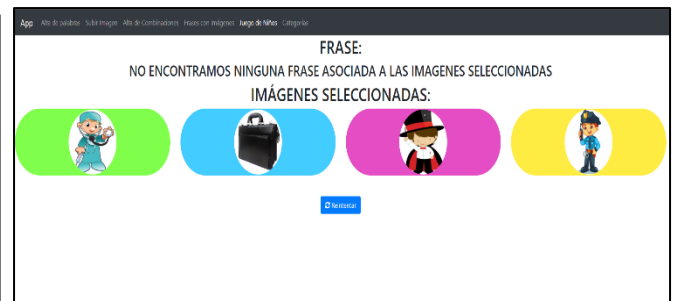 App Alta de palabras Subir Imagen Alta de Combinaciones Frases con Imágenes Juego de Niños Categorías
FRASE:
NO ENCONTRAMOS NINGUNA FRASE ASOCIADA A LAS IMAGENES SELECCIONADAS
IMÁGENES SELECCIONADAS:
Reintentar